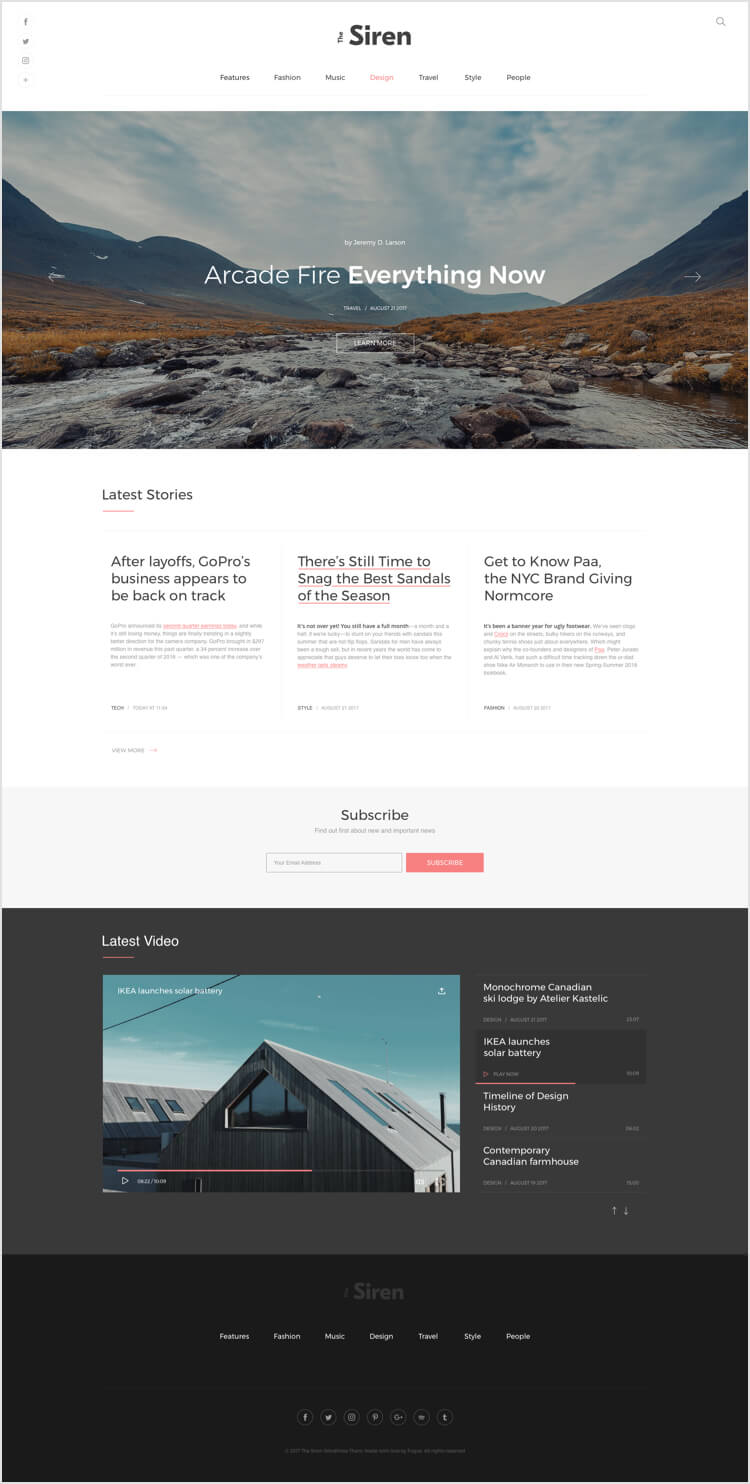 The Siren
Features Fashion Music Design Travel Style People
by Jeremy D. Larson
Arcade Fire Everything Now
TRAVEL / AUGUST 21 2017
LEARN MORE
Latest Stories
After layoffs, GoPro's
business appears to
be back on track
GoPro announced its second quarter earnings today, and while
it's still losing money, things are finally trending in a slightly
better direction for the camera company. GoPro brought in $297
million in revenue this past quarter, a 34 percent increase over
the second quarter of 2016 — which was one of the company's
worst ever.
TECH / TODAY AT 11:54
There's Still Time to
Snag the Best Sandals
of the Season
It's not over yet! You still have a full month—a month and a
half, if we're lucky—to stunt on your friends with sandals this
summer that are not flip flops. Sandals for men have always
been a tough sell, but in recent years the world has come to
appreciate that guys deserve to let their toes loose too when the
weather gets steamy.
STYLE / AUGUST 21 2017
Get to Know Paa,
the NYC Brand Giving
Normcore
It's been a banner year for ugly footwear. We've seen clogs
and Crocs on the streets, bulky hikers on the runways, and
chunky tennis shoes just about everywhere. Which might
explain why the co-founders and designers of Paa, Peter Jurado
and Al Verik, had such a difficult time tracking down the ur-dad
shoe Nike Air Monarch to use in their new Spring-Summer 2018
lookbook.
FASHION / AUGUST 20 2017
VIEW MORE
Subscribe
Find out first about new and important news
Your Email Address
SUBSCRIBE
Latest Video
IKEA launches solar battery
08:22 / 10:09
Monochrome Canadian
ski lodge by Atelier Kastelic
DESIGN / AUGUST 21 2017 23:07
IKEA launches
solar battery
PLAY NOW 10:09
Timeline of Design
History
DESIGN / AUGUST 20 2017 06:02
Contemporary
Canadian farmhouse
DESIGN / AUGUST 19 2017 15:00
The Siren
Features Fashion Music Design Travel Style People
© 2017 The Siren WordPress Theme. Made with love by All rights reserved